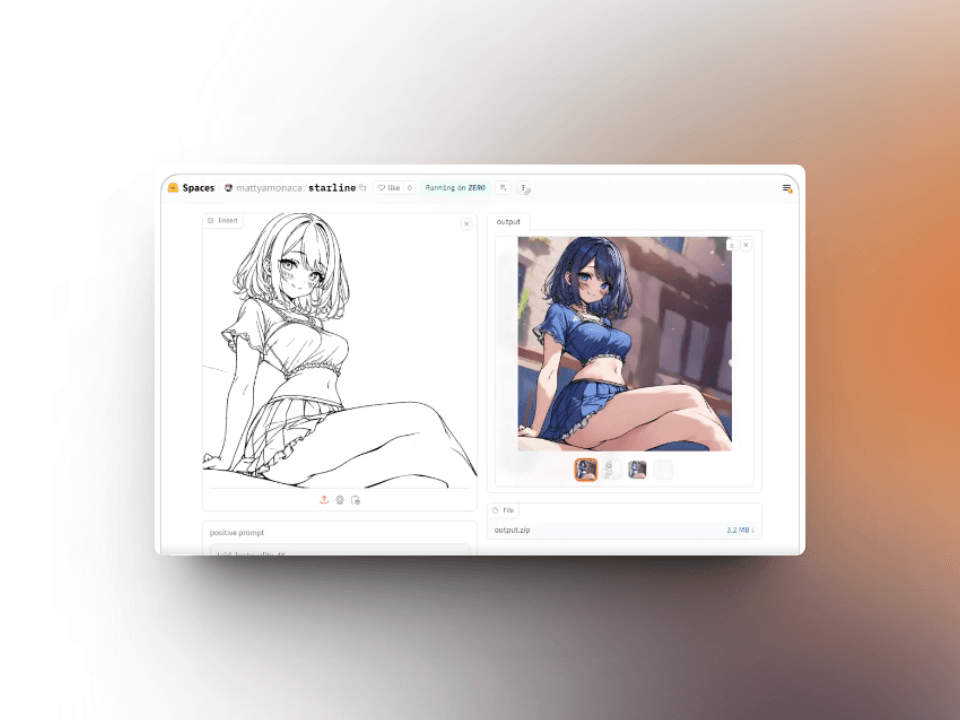 Spaces
mattyamonaca / starline
like 0
Running on ZERO
lineart
output
positive prompt
File
output.zip
3.2 MB ↓